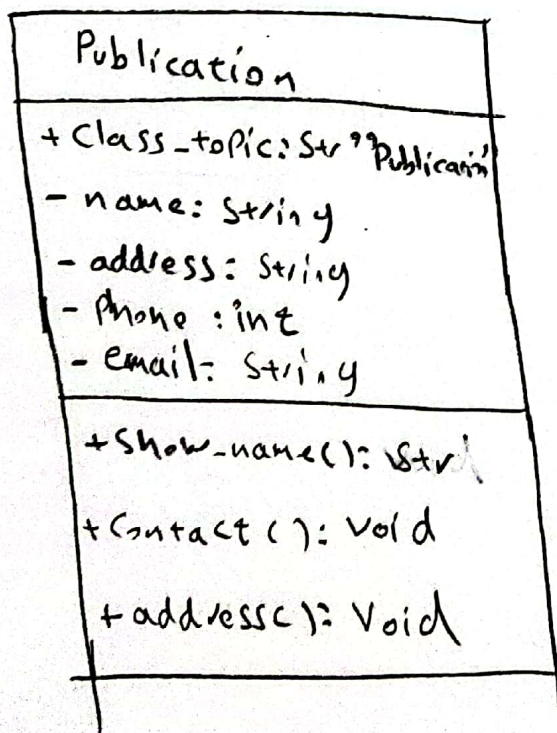 Publication
+ Class_topic: Str "Publication"
- name: String
- address: String
- Phone : int
- email: String
+ Show_name(): Str
+ Contact(): Void
+ address(): Void